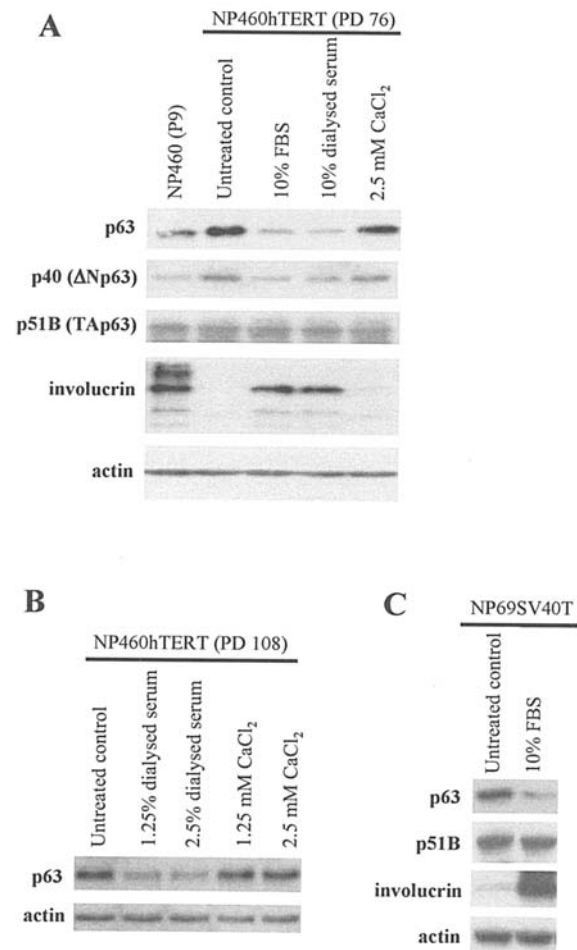 A
NP460hTERT (PD 76)
NP460 (P9)
Untreated control
10% FBS
10% dialysed serum
2.5 mM CaCl₂
p63
p40 (ΔNp63)
p51B (TAp63)
involucrin
actin
B
NP460hTERT (PD 108)
Untreated control
1.25% dialysed serum
2.5% dialysed serum
1.25 mM CaCl₂
2.5 mM CaCl₂
p63
actin
C
NP69SV40T
Untreated control
10% FBS
p63
p51B
involucrin
actin